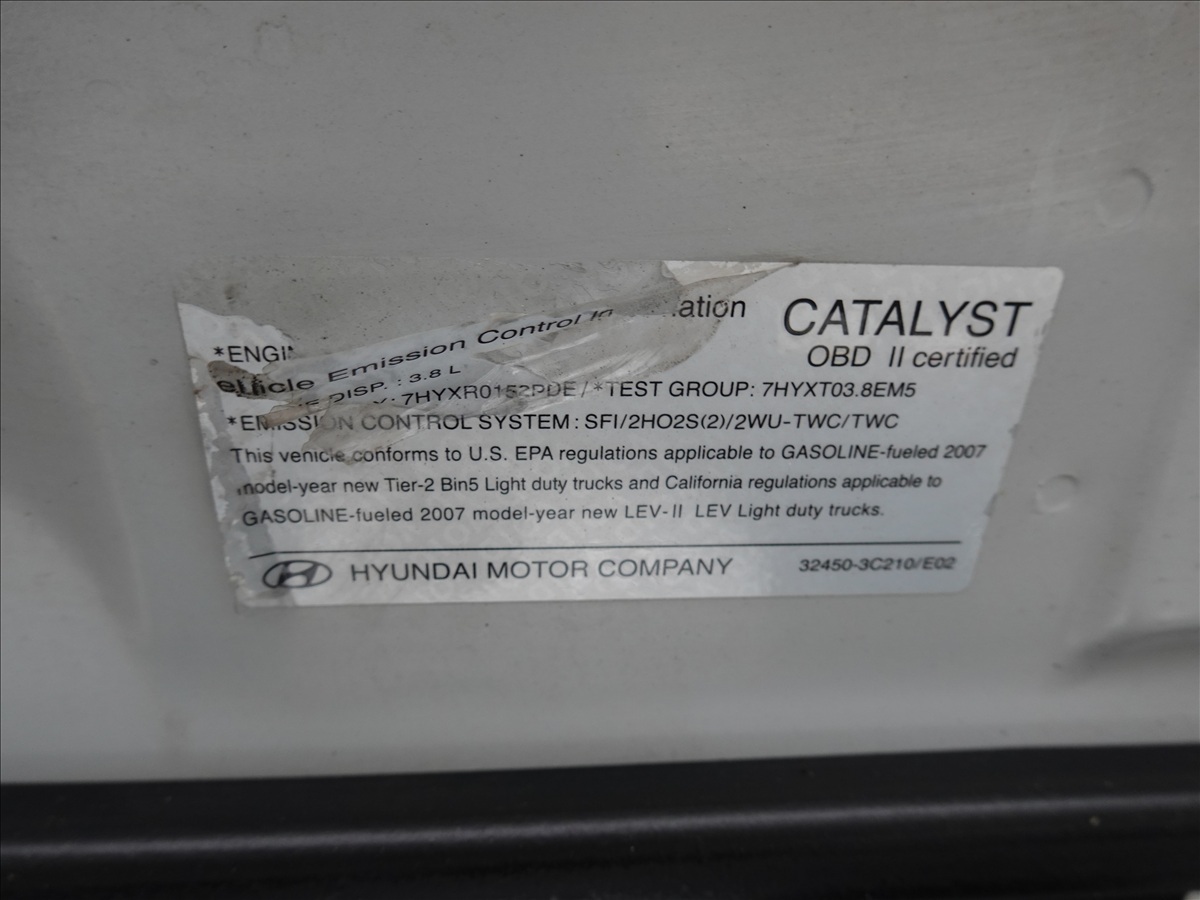 Vehicle Emission Control In ation
CATALYST
OBD II certified
*ENGI
DISP. : 3.8 L
7HYXR0152PDE / *TEST GROUP: 7HYXT03.8EM5
*EMISSION CONTROL SYSTEM : SFI/2HO2S(2)/2WU-TWC/TWC
This vehicle conforms to U.S. EPA regulations applicable to GASOLINE-fueled 2007
model-year new Tier-2 Bin5 Light duty trucks and California regulations applicable to
GASOLINE-fueled 2007 model-year new LEV-II LEV Light duty trucks.
HYUNDAI MOTOR COMPANY
32450-3C210/E02